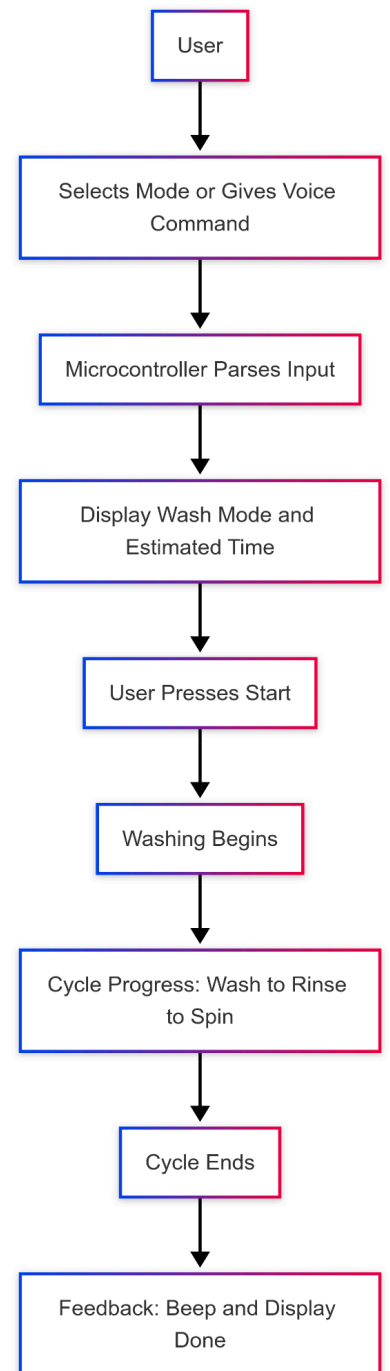 User
Selects Mode or Gives Voice
Command
Microcontroller Parses Input
Display Wash Mode and
Estimated Time
User Presses Start
Washing Begins
Cycle Progress: Wash to Rinse
to Spin
Cycle Ends
Feedback: Beep and Display
Done